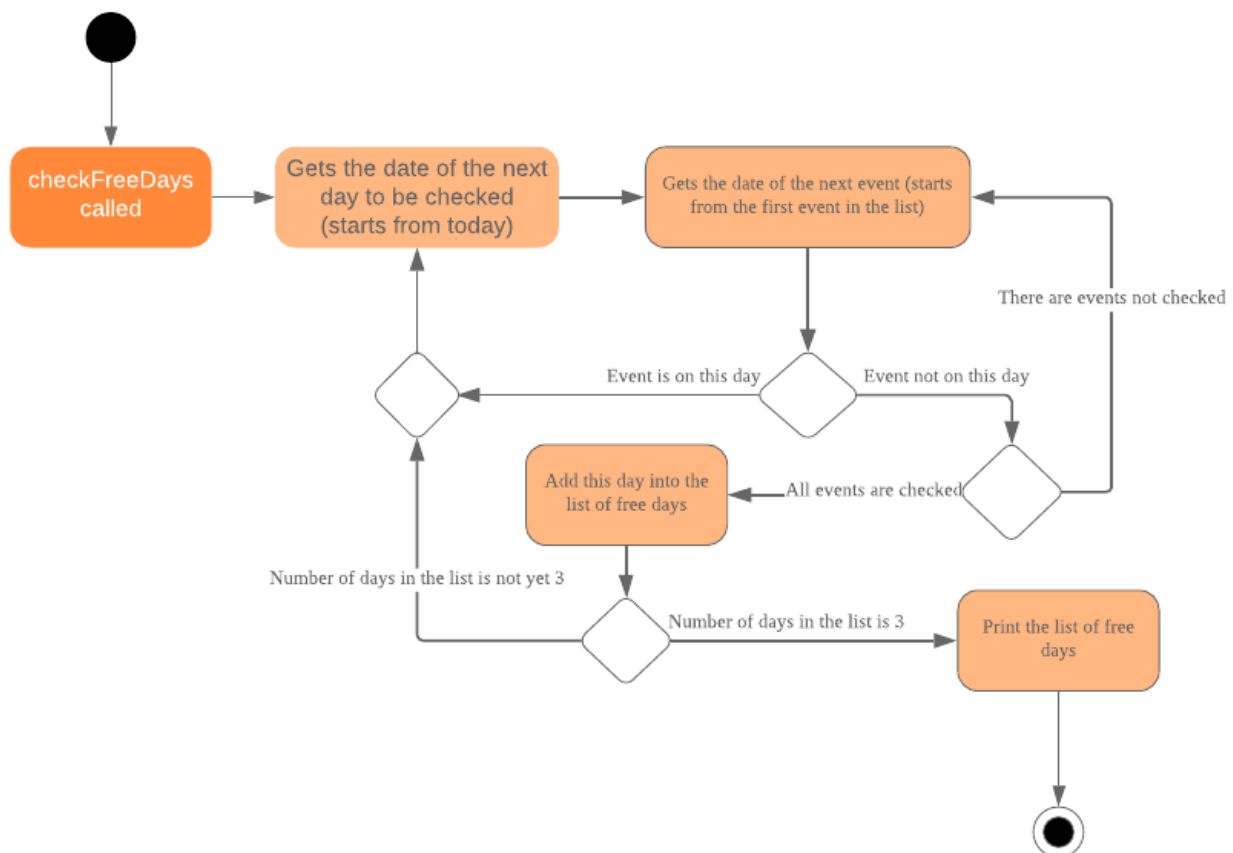 checkFreeDays
called
Gets the date of the next
day to be checked
(starts from today)
Gets the date of the next event (starts
from the first event in the list)
There are events not checked
Event is on this day
Event not on this day
Add this day into the
list of free days
All events are checked
Number of days in the list is not yet 3
Number of days in the list is 3
Print the list of free
days